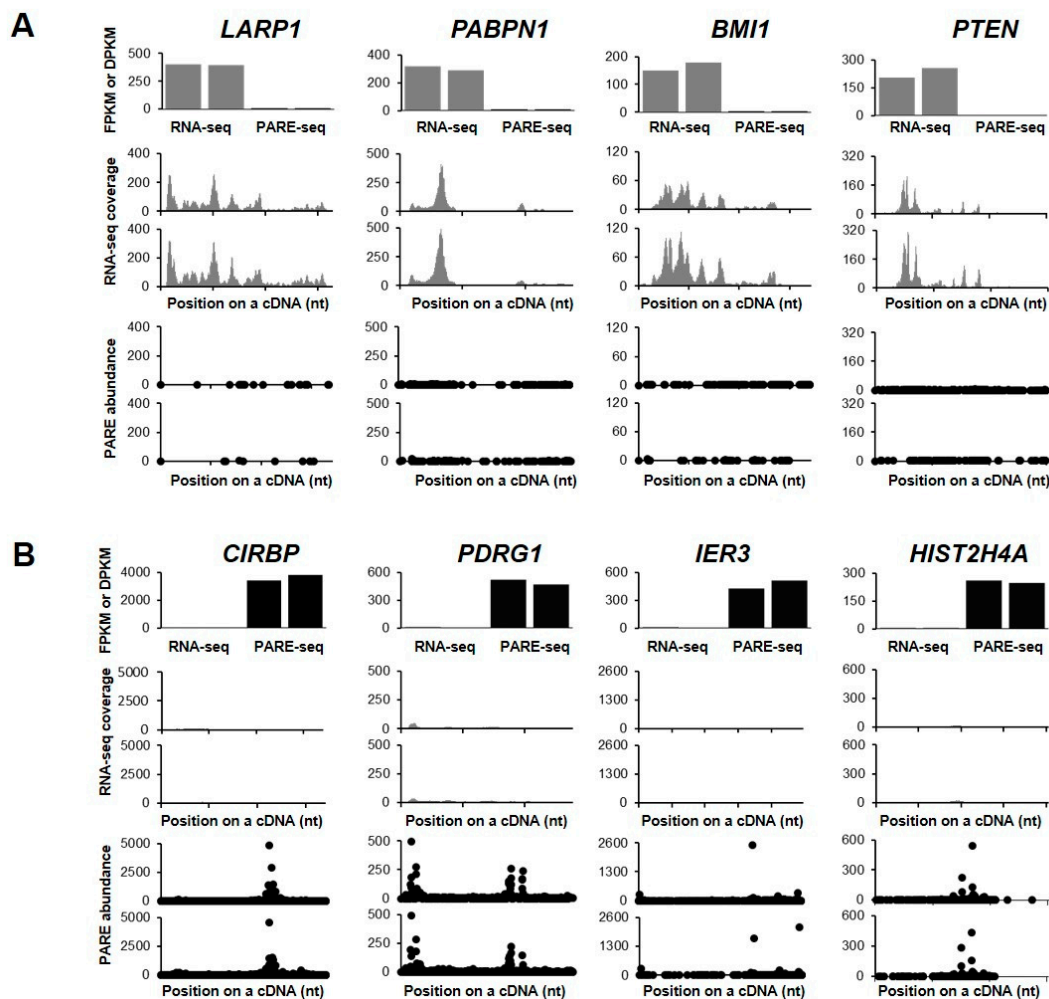 A
LARP1 PABPN1 BMI1 PTEN
FPKM or DPKM
500 250 0
400 200 0
200 100 0
300 150 0
RNA-seq PARE-seq RNA-seq PARE-seq RNA-seq PARE-seq RNA-seq PARE-seq
RNA-seq coverage
400 200 0
500 250 0
120 60 0
320 160 0
400 200 0
500 250 0
120 60 0
320 160 0
Position on a cDNA (nt) Position on a cDNA (nt) Position on a cDNA (nt) Position on a cDNA (nt)
PARE abundance
400 200 0
500 250 0
120 60 0
320 160 0
400 200 0
500 250 0
120 60 0
320 160 0
Position on a cDNA (nt) Position on a cDNA (nt) Position on a cDNA (nt) Position on a cDNA (nt)
B
CIRBP PDRG1 IER3 HIST2H4A
FPKM or DPKM
4000 2000 0
600 300 0
600 300 0
300 150 0
RNA-seq PARE-seq RNA-seq PARE-seq RNA-seq PARE-seq RNA-seq PARE-seq
RNA-seq coverage
5000 2500 0
500 250 0
2600 1300 0
600 300 0
5000 2500 0
500 250 0
2600 1300 0
600 300 0
Position on a cDNA (nt) Position on a cDNA (nt) Position on a cDNA (nt) Position on a cDNA (nt)
PARE abundance
5000 2500 0
500 250 0
2600 1300 0
600 300 0
5000 2500 0
500 250 0
2600 1300 0
600 300 0
Position on a cDNA (nt) Position on a cDNA (nt) Position on a cDNA (nt) Position on a cDNA (nt)